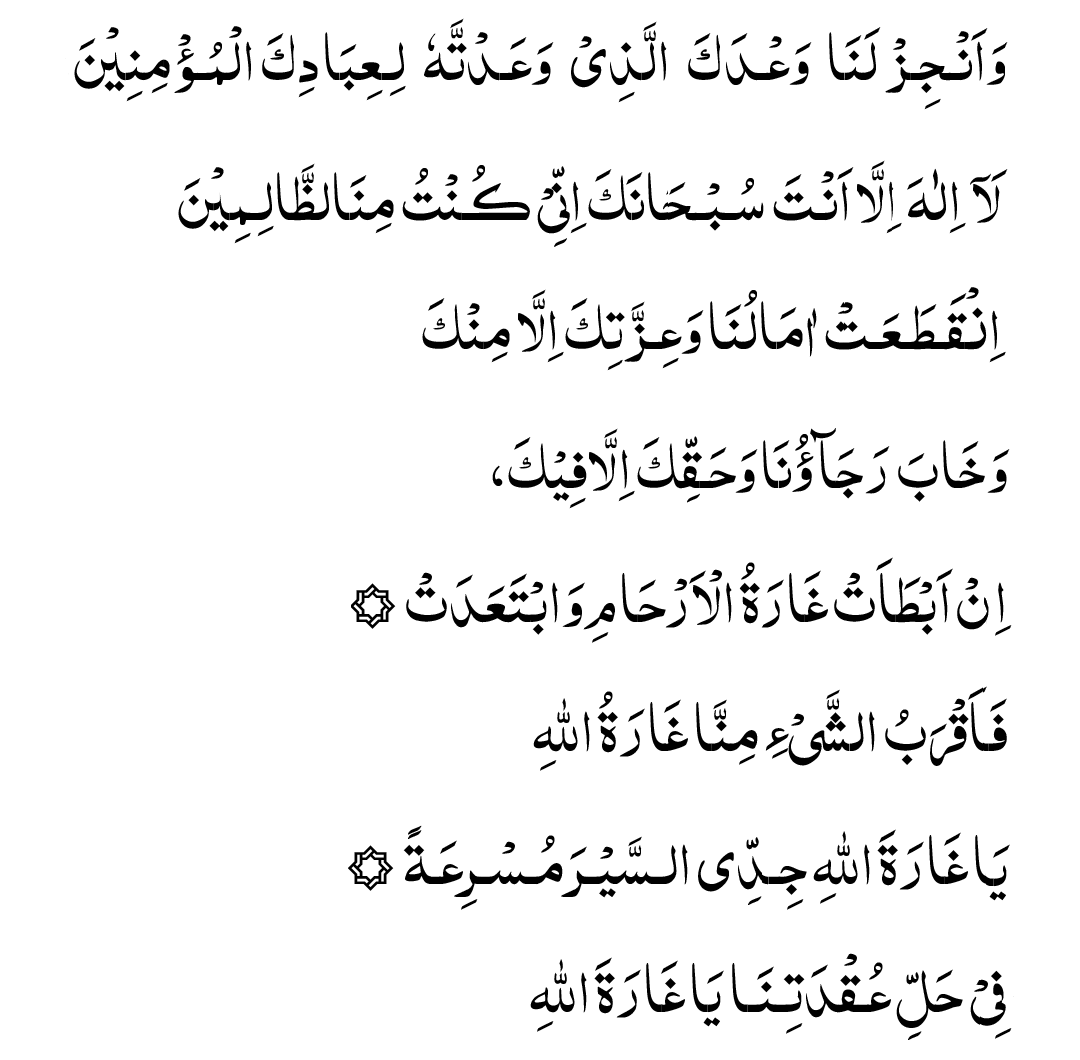 وَاَنْجِزْ لَنَا وَعْدَكَ الَّذِيْ وَعَدْتَّهٗ لِعِبَادِكَ الْمُؤْمِنِيْنَ
لَآ اِلٰهَ اِلَّا اَنْتَ سُبْحَانَكَ اِنِّيْ كُنْتُ مِنَ الظَّالِمِيْنَ
اِنْقَطَعَتْ اٰمَالُنَا وَعِزَّتِكَ اِلَّا مِنْكَ
وَخَابَ رَجَآؤُنَا وَحَقِّكَ اِلَّا فِيْكَ،
اِنْ اَبْطَاَتْ غَارَةُ الْاَرْحَامِ وَابْتَعَدَتْ ۞
فَاَقْرَبُ الشَّیْءِ مِنَّا غَارَةُ اللهِ
يَا غَارَةَ اللهِ جِدِّی السَّيْرَ مُسْرِعَةً ۞
فِیْ حَلِّ عُقْدَتِنَا يَا غَارَةَ اللهِ